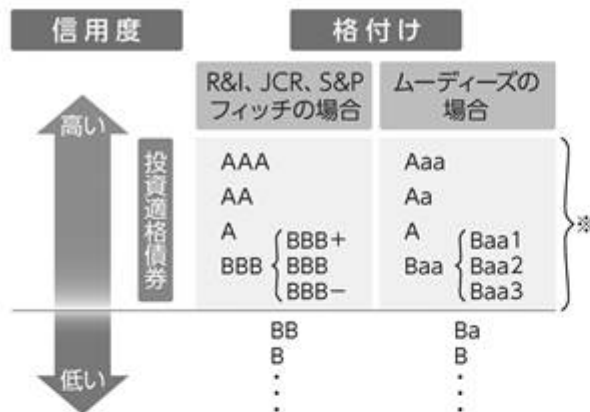 信用度
格付け
R&I、JCR、S&P
フィッチの場合
ムーディーズの
場合
高い
投資適格債券
AAA
Aaa
AA
Aa
A
A
BBB
BBB+
BBB
BBB−
Baa
Baa1
Baa2
Baa3
※
BB
Ba
B
B
・
・
・
・
・
・
低い